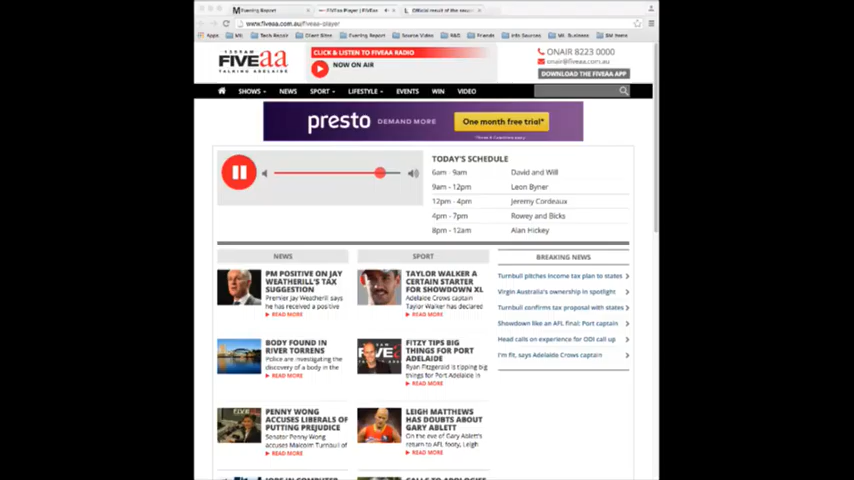 Evening Report
FIVEaa Player | FIVEaa
Official result of the
www.fiveaa.com.au/fiveaa-player
Apps
Tech Repair
Client Sites
Evening Report
Source Video
R&D
Friends
Info Sources
Mt. Business
BM Items
1395AM
FIVEaa
TALKING ADELAIDE
CLICK & LISTEN TO FIVEAA RADIO
NOW ON AIR
ONAIR 8223 0000
onair@fiveaa.com.au
DOWNLOAD THE FIVEAA APP
SHOWS NEWS SPORT LIFESTYLE EVENTS WIN VIDEO
presto DEMAND MORE One month free trial*
TODAY'S SCHEDULE
6am - 9am David and Will
9am - 12pm Leon Byner
12pm - 4pm Jeremy Cordeaux
4pm - 7pm Rowey and Bicks
8pm - 12am Alan Hickey
NEWS
PM POSITIVE ON JAY
WEATHERILL'S TAX
SUGGESTION
Premier Jay Weatherill says
he has received a positive
READ MORE
BODY FOUND IN
RIVER TORRENS
Police are investigating the
discovery of a body in the
READ MORE
PENNY WONG
ACCUSES LIBERALS OF
PUTTING PREJUDICE
Senator Penny Wong
accuses Malcolm Turnbull of
READ MORE
JOBS IN COMPUTER
SPORT
TAYLOR WALKER A
CERTAIN STARTER
FOR SHOWDOWN XL
Adelaide Crows captain
Taylor Walker has declared
READ MORE
FITZY TIPS BIG
THINGS FOR PORT
ADELAIDE
Ryan Fitzgerald is tipping big
things for Port Adelaide in
READ MORE
LEIGH MATTHEWS
HAS DOUBTS ABOUT
GARY ABLETT
On the eve of Gary Ablett's
return to AFL footy, Leigh
READ MORE
CALLS TO APOLOGISE
BREAKING NEWS
Turnbull pitches income tax plan to states
Virgin Australia's ownership in spotlight
Turnbull confirms tax proposal with states
Showdown like an AFL final: Port captain
Head calls on experience for ODI call up
I'm fit, says Adelaide Crows captain